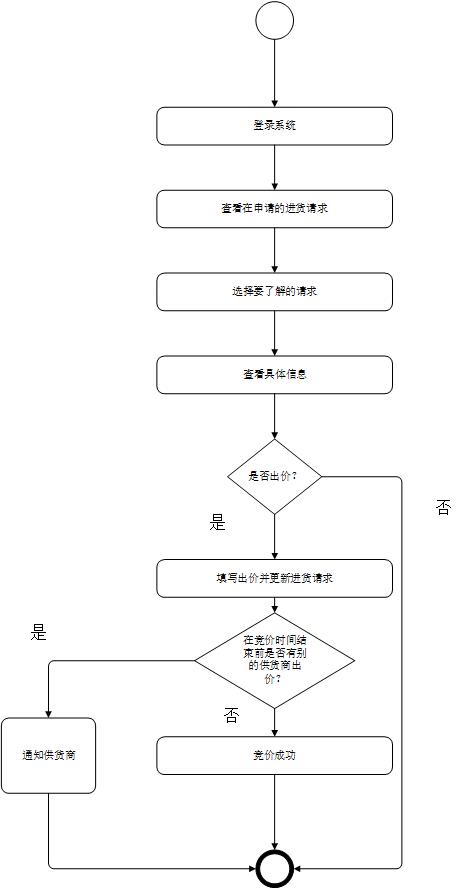 登录系统
查看在申请的进货请求
选择要了解的请求
查看具体信息
是否出价？
否
是
填写出价并更新进货请求
是
在竞价时间结
束前是否有别
的供货商出
价？
否
通知供货商
竞价成功